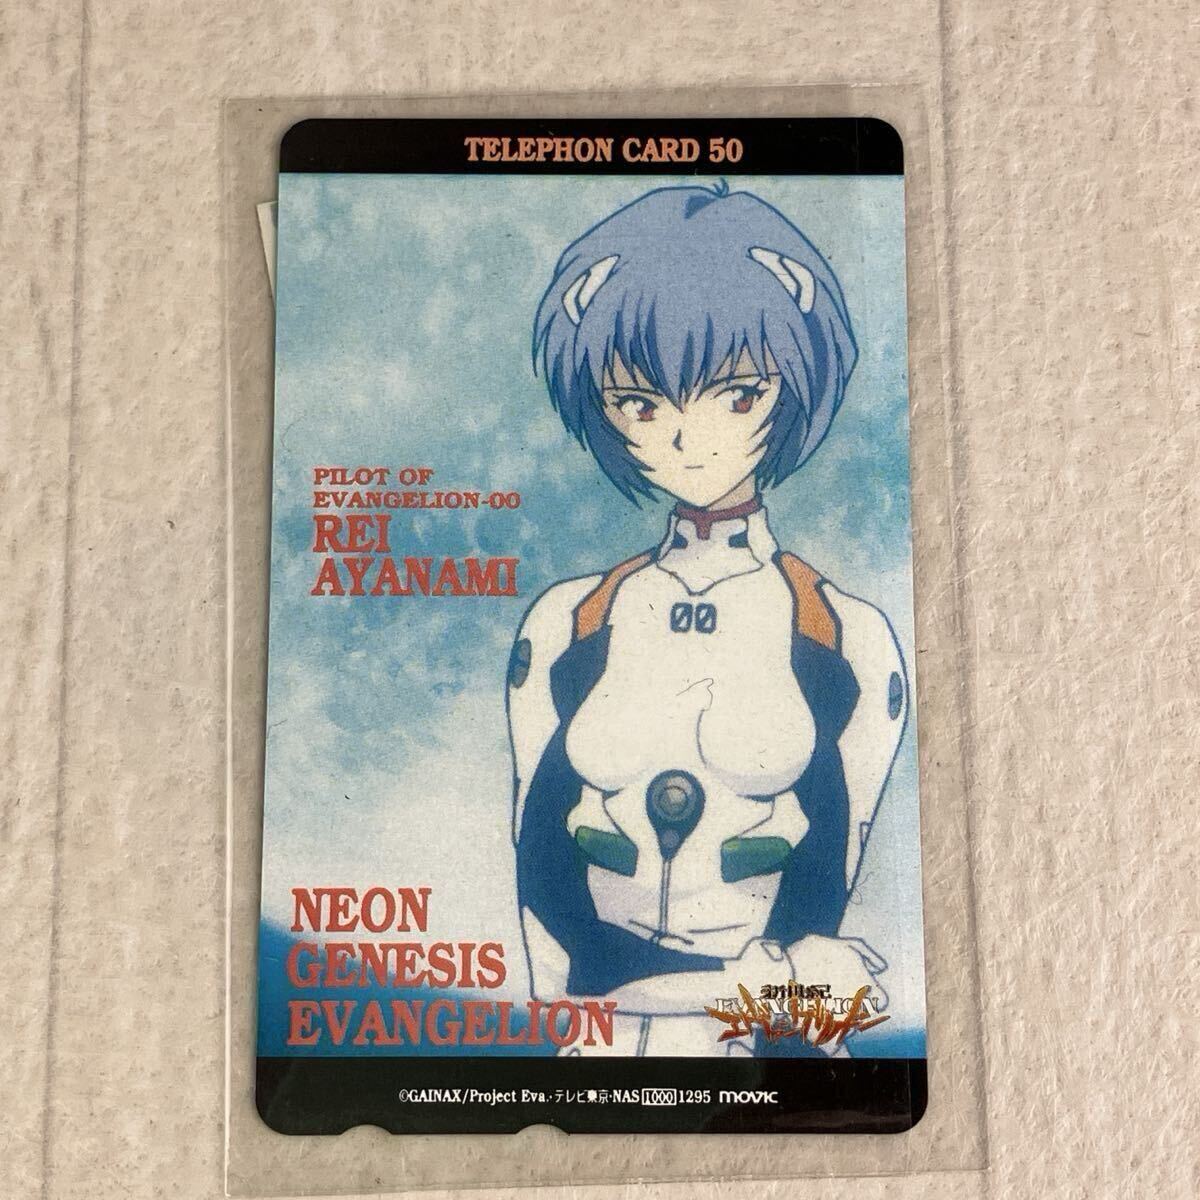 TELEPHON CARD 50
PILOT OF
EVANGELION-00
REI
AYANAMI
00
NEON
GENESIS
EVANGELION
新世紀
EVANGELION
エヴァンゲリオン
©GAINAX/Project Eva.・テレビ東京・NAS 1000 1295 movic